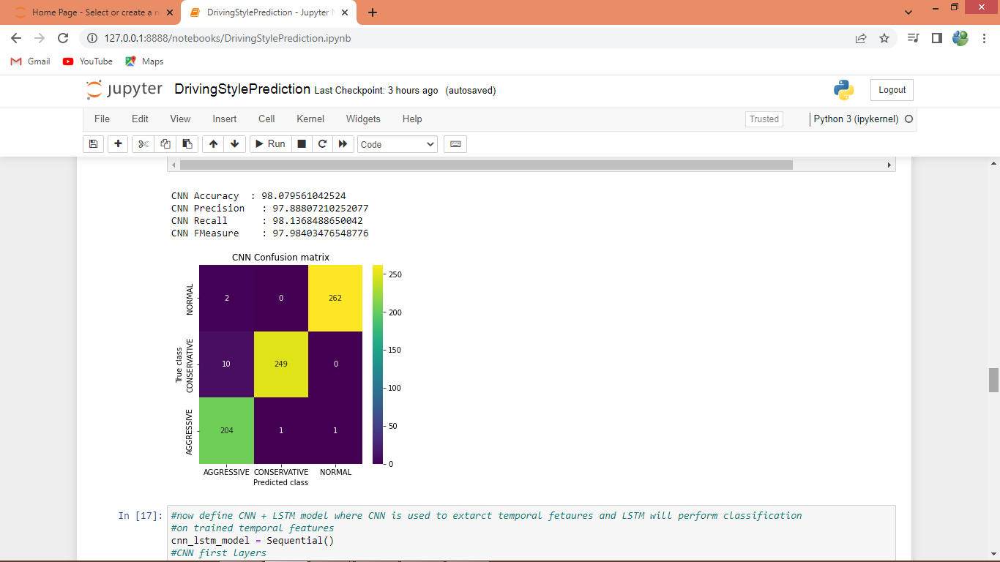 Home Page - Select or create a n
DrivingStylePrediction - Jupyter N
127.0.0.1:8888/notebooks/DrivingStylePrediction.ipynb
Gmail YouTube Maps
jupyter DrivingStylePrediction Last Checkpoint: 3 hours ago (autosaved)
Logout
File Edit View Insert Cell Kernel Widgets Help
Trusted
Python 3 (ipykernel)
Run
Code
CNN Accuracy : 98.079561042524
CNN Precision : 97.88807210252077
CNN Recall : 98.1368488650042
CNN FMeasure : 97.98403476548776
CNN Confusion matrix
True class
NORMAL
2 0 262
CONSERVATIVE
10 249 0
AGGRESSIVE
204 1 1
AGGRESSIVE CONSERVATIVE NORMAL
Predicted class
250
200
150
100
50
0
In [17]:
#now define CNN + LSTM model where CNN is used to extarct temporal fetaures and LSTM will perform classification
#on trained temporal features
cnn_lstm_model = Sequential()
#CNN first layers